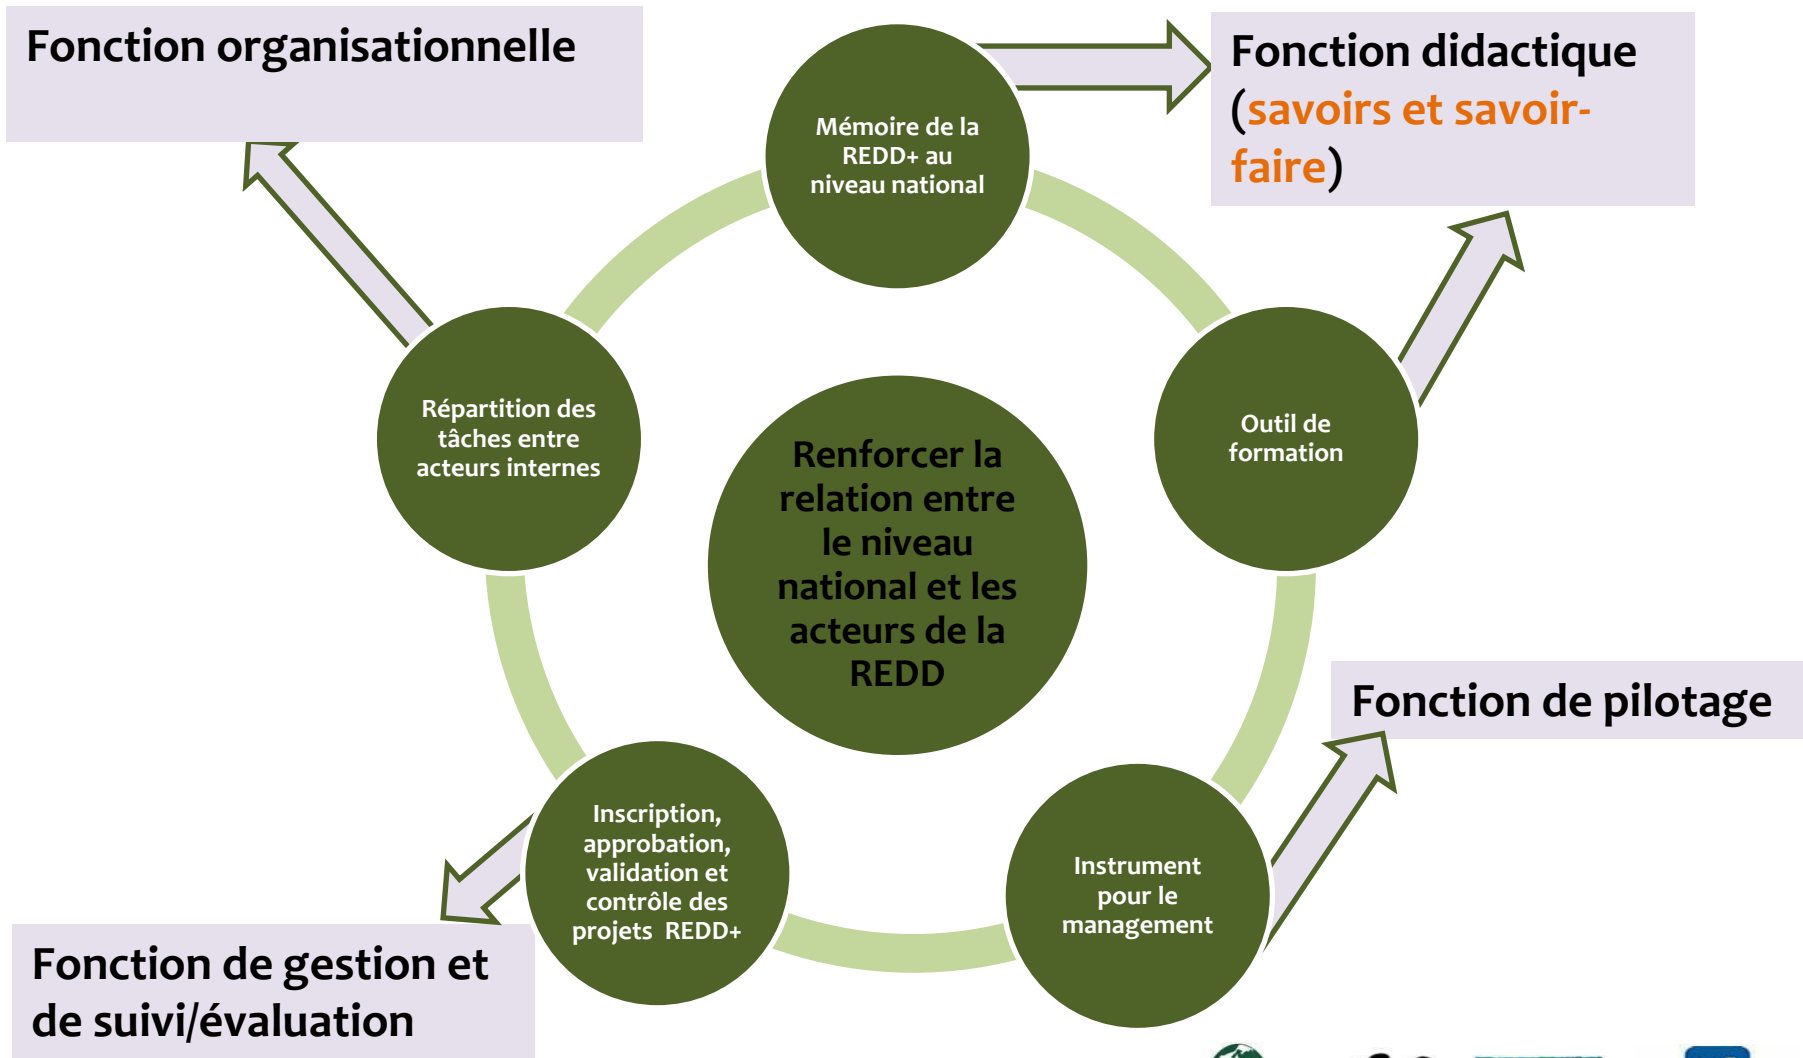 Fonction organisationnelle
Fonction didactique
(savoirs et savoir-
faire)
Mémoire de la
REDD+ au
niveau national
Répartition des
tâches entre
acteurs internes
Outil de
formation
Renforcer la
relation entre
le niveau
national et les
acteurs de la
REDD
Fonction de pilotage
Inscription,
approbation,
validation et
contrôle des
projets REDD+
Instrument
pour le
management
Fonction de gestion et
de suivi/évaluation